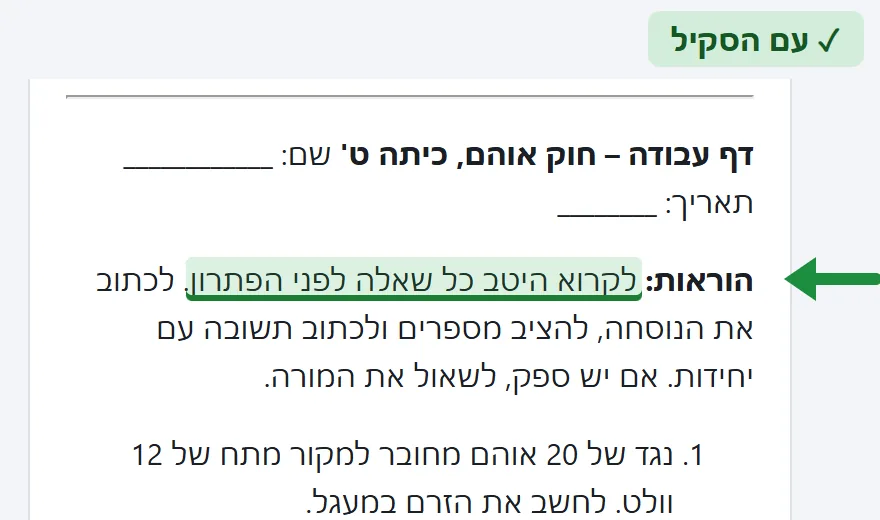 ✓ עם הסקיל
דף עבודה – חוק אוהם, כיתה ט' שם: ____________
תאריך: ________
הוראות: לקרוא היטב כל שאלה לפני הפתרון. לכתוב
את הנוסחה, להציב מספרים ולכתוב תשובה עם
יחידות. אם יש ספק, לשאול את המורה.
1. נגד של 20 אוהם מחובר למקור מתח של 12
וולט. לחשב את הזרם במעגל.